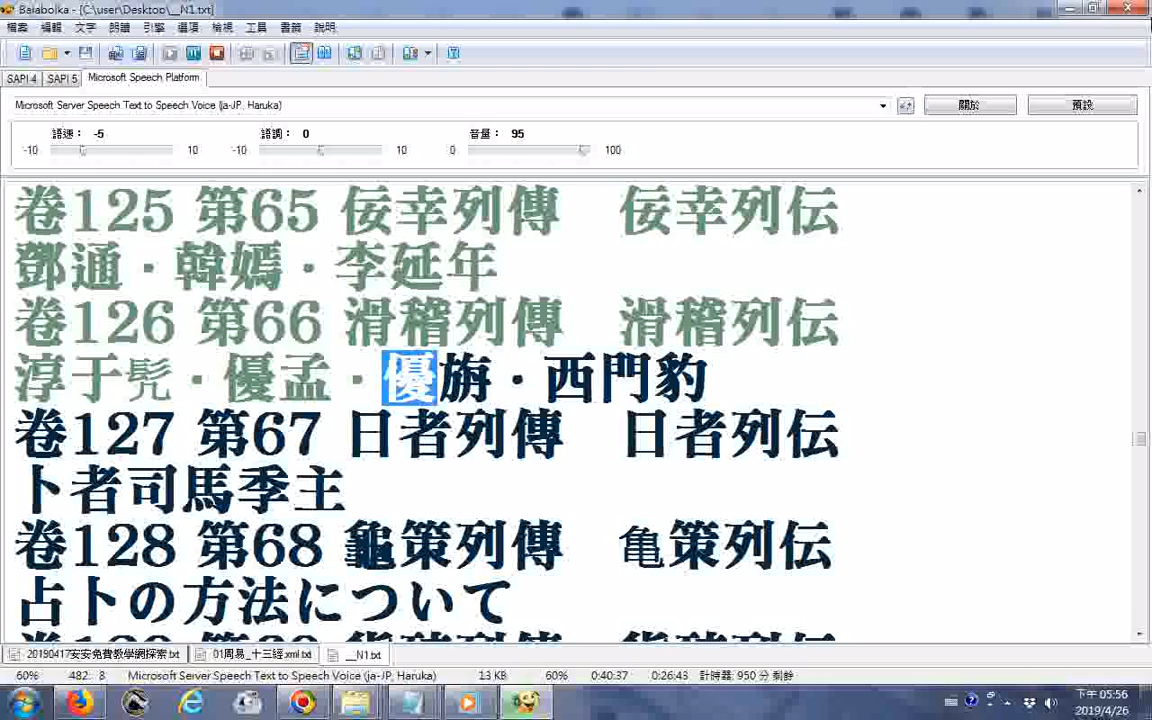 Balabolka - [C:\user\Desktop\__N1.txt]
檔案 編輯 文字 朗讀 引擎 選項 檢視 工具 書籤 說明
SAPI 4 SAPI 5 Microsoft Speech Platform
Microsoft Server Speech Text to Speech Voice (ja-JP, Haruka) 關於 預設
語速： -5 語調： 0 音量： 95
-10 10 -10 10 0 100
卷125 第65 佞幸列傳　佞幸列伝
鄧通・韓嫣・李延年
卷126 第66 滑稽列傳　滑稽列伝
淳于髡・優孟・優旃・西門豹
卷127 第67 日者列傳　日者列伝
卜者司馬季主
卷128 第68 龜策列傳　亀策列伝
占卜の方法について
20190417安安免費教學網探索.txt 01周易_十三經.xml.txt __N1.txt
60% 482: 8 Microsoft Server Speech Text to Speech Voice (ja-JP, Haruka) 13 KB 60% 0:40:37 0:26:43 計時器: 950 分 剩餘
下午 05:56
2019/4/26